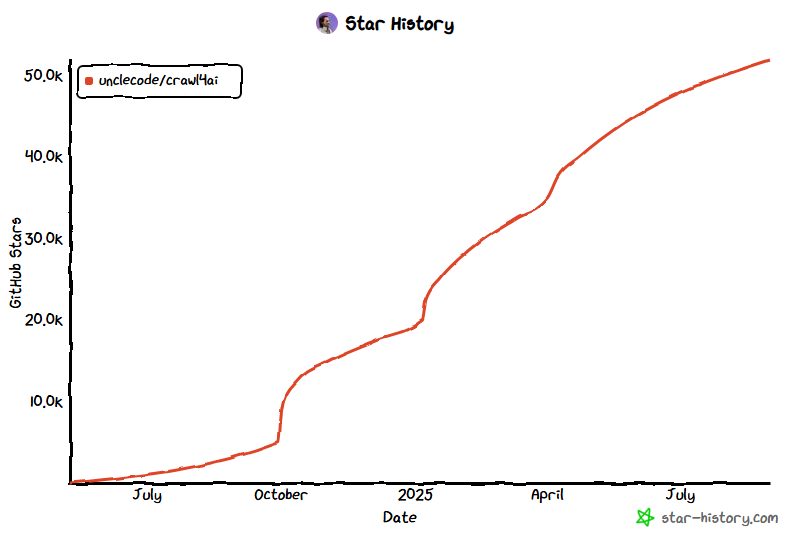 Star History
unclecode/crawl4ai
50.0k
40.0k
30.0k
20.0k
10.0k
GitHub Stars
July October 2025 April July
Date
star-history.com